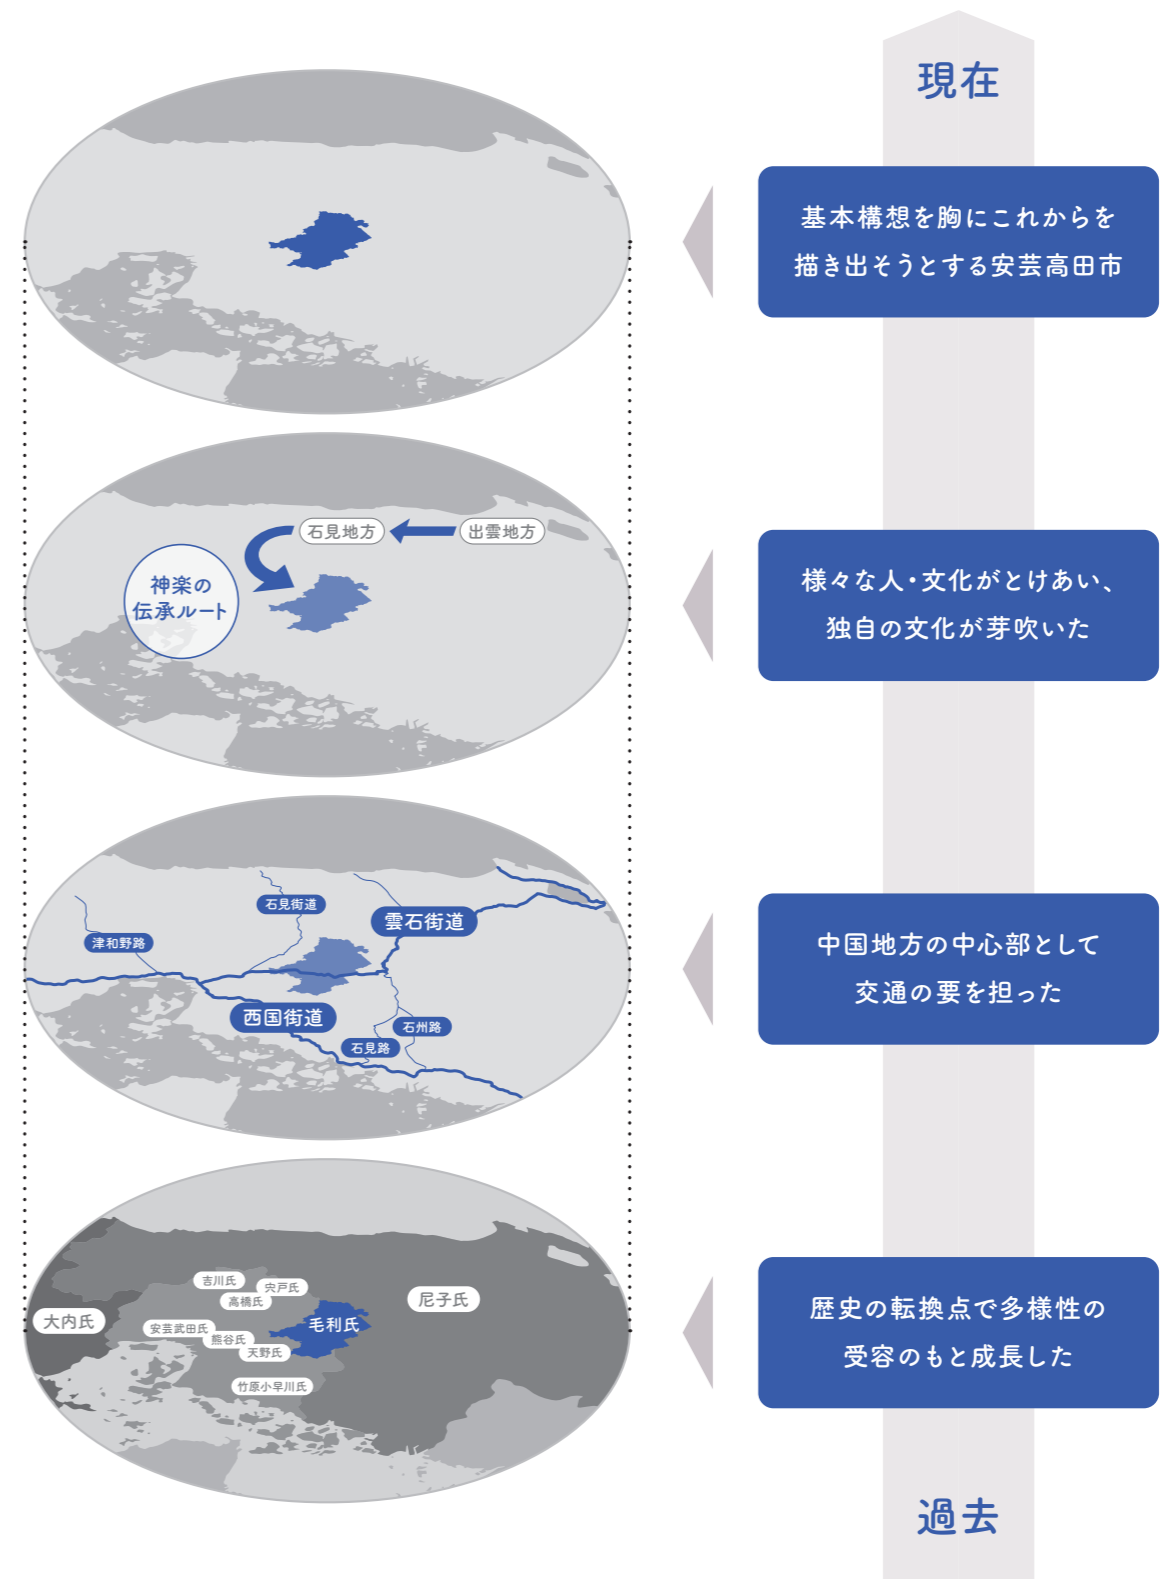 現在
基本構想を胸にこれからを
描き出そうとする安芸高田市
石見地方
出雲地方
神楽の
伝承ルート
様々な人・文化がとけあい、
独自の文化が芽吹いた
石見街道
雲石街道
津和野路
西国街道
石州路
石見路
中国地方の中心部として
交通の要を担った
吉川氏
宍戸氏
高橋氏
尼子氏
大内氏
毛利氏
安芸武田氏
熊谷氏
天野氏
竹原小早川氏
歴史の転換点で多様性の
受容のもと成長した
過去